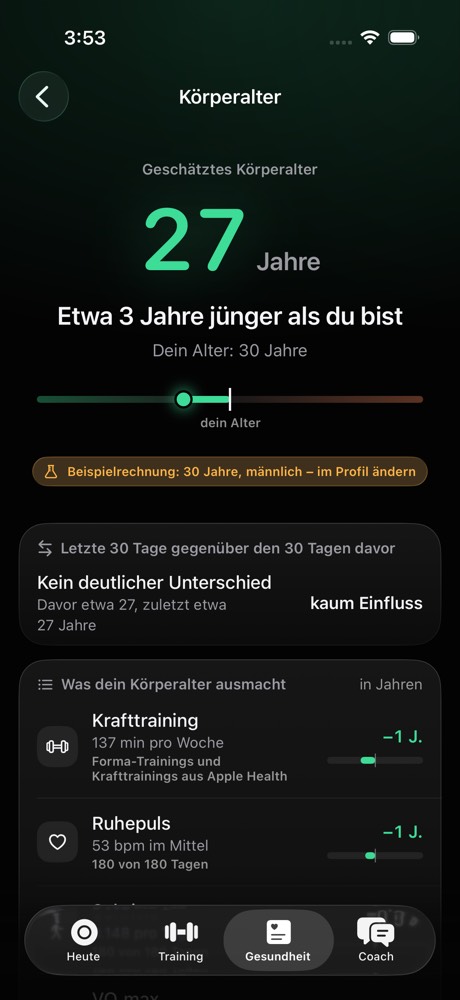 3:53
Körperalter
Geschätztes Körperalter
27 Jahre
Etwa 3 Jahre jünger als du bist
Dein Alter: 30 Jahre
dein Alter
Beispielrechnung: 30 Jahre, männlich – im Profil ändern
Letzte 30 Tage gegenüber den 30 Tagen davor
Kein deutlicher Unterschied
Davor etwa 27, zuletzt etwa
27 Jahre
kaum Einfluss
Was dein Körperalter ausmacht
in Jahren
Krafttraining
137 min pro Woche
Forma-Trainings und
Krafttrainings aus Apple Health
−1 J.
Ruhepuls
53 bpm im Mittel
180 von 180 Tagen
−1 J.
Heute
Training
Gesundheit
Coach
VO₂max